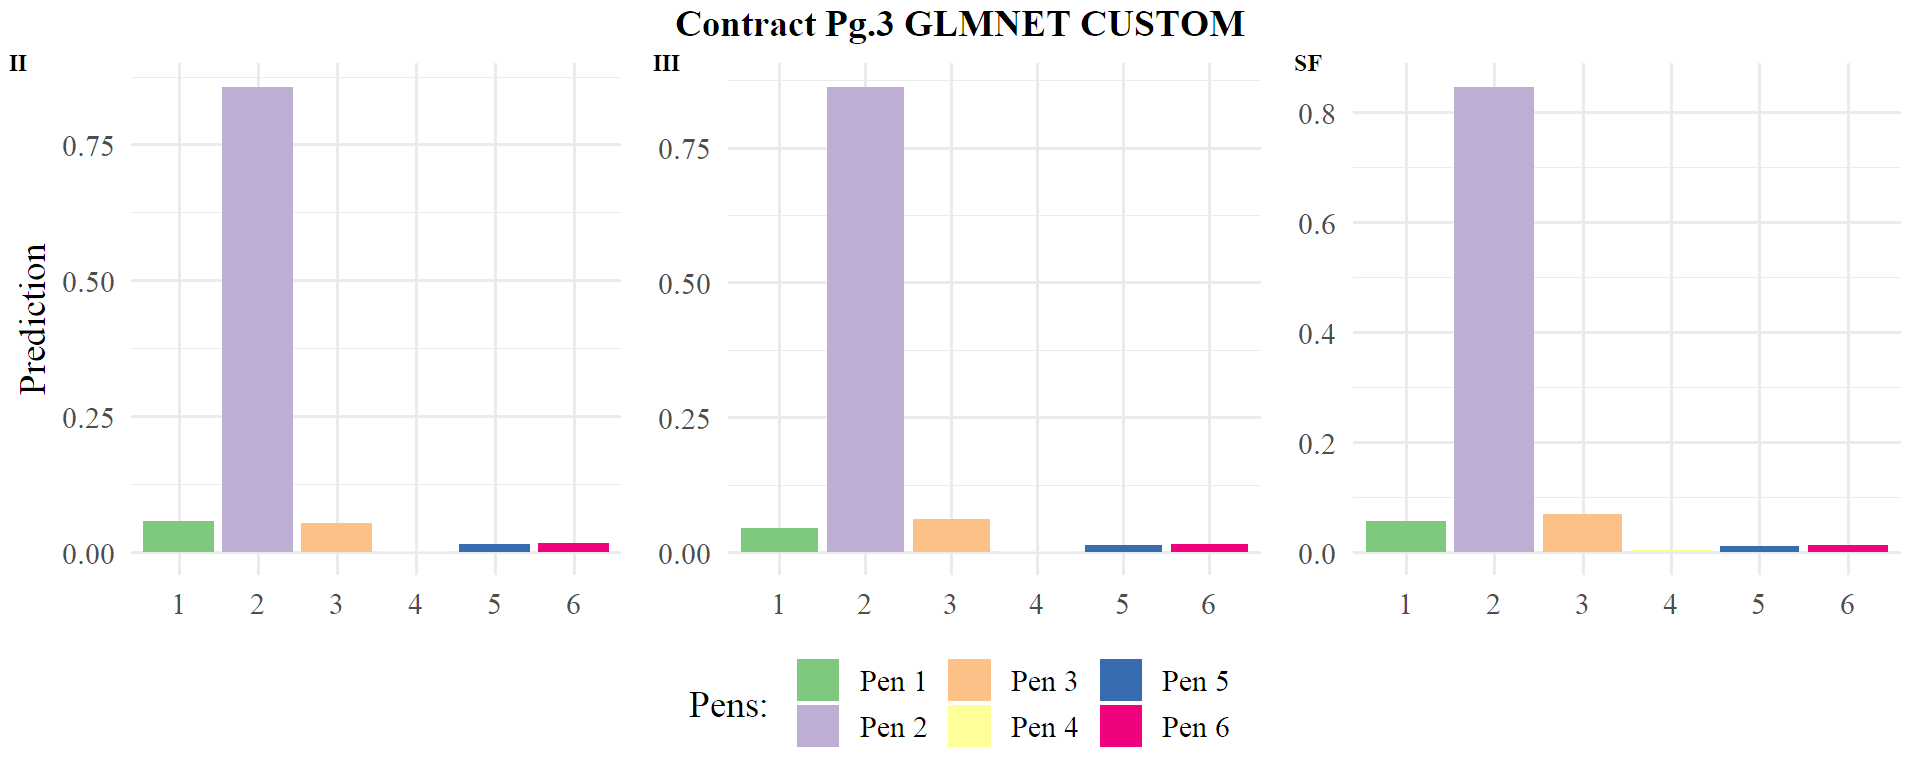 Contract Pg.3 GLMNET CUSTOM
II
Prediction
0.75
0.50
0.25
0.00
1 2 3 4 5 6
III
0.75
0.50
0.25
0.00
1 2 3 4 5 6
SF
0.8
0.6
0.4
0.2
0.0
1 2 3 4 5 6
Pens:
Pen 1 Pen 3 Pen 5
Pen 2 Pen 4 Pen 6